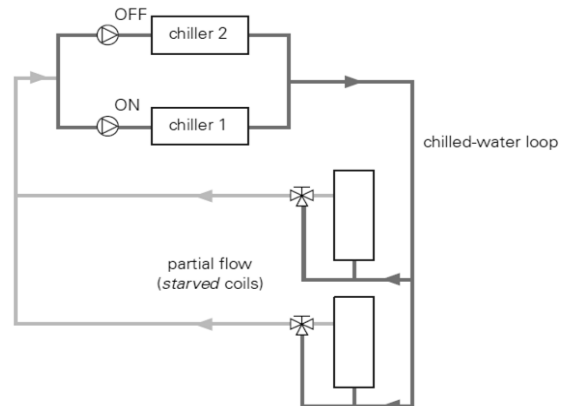 OFF
chiller 2
ON
chiller 1
chilled-water loop
partial flow
(starved coils)